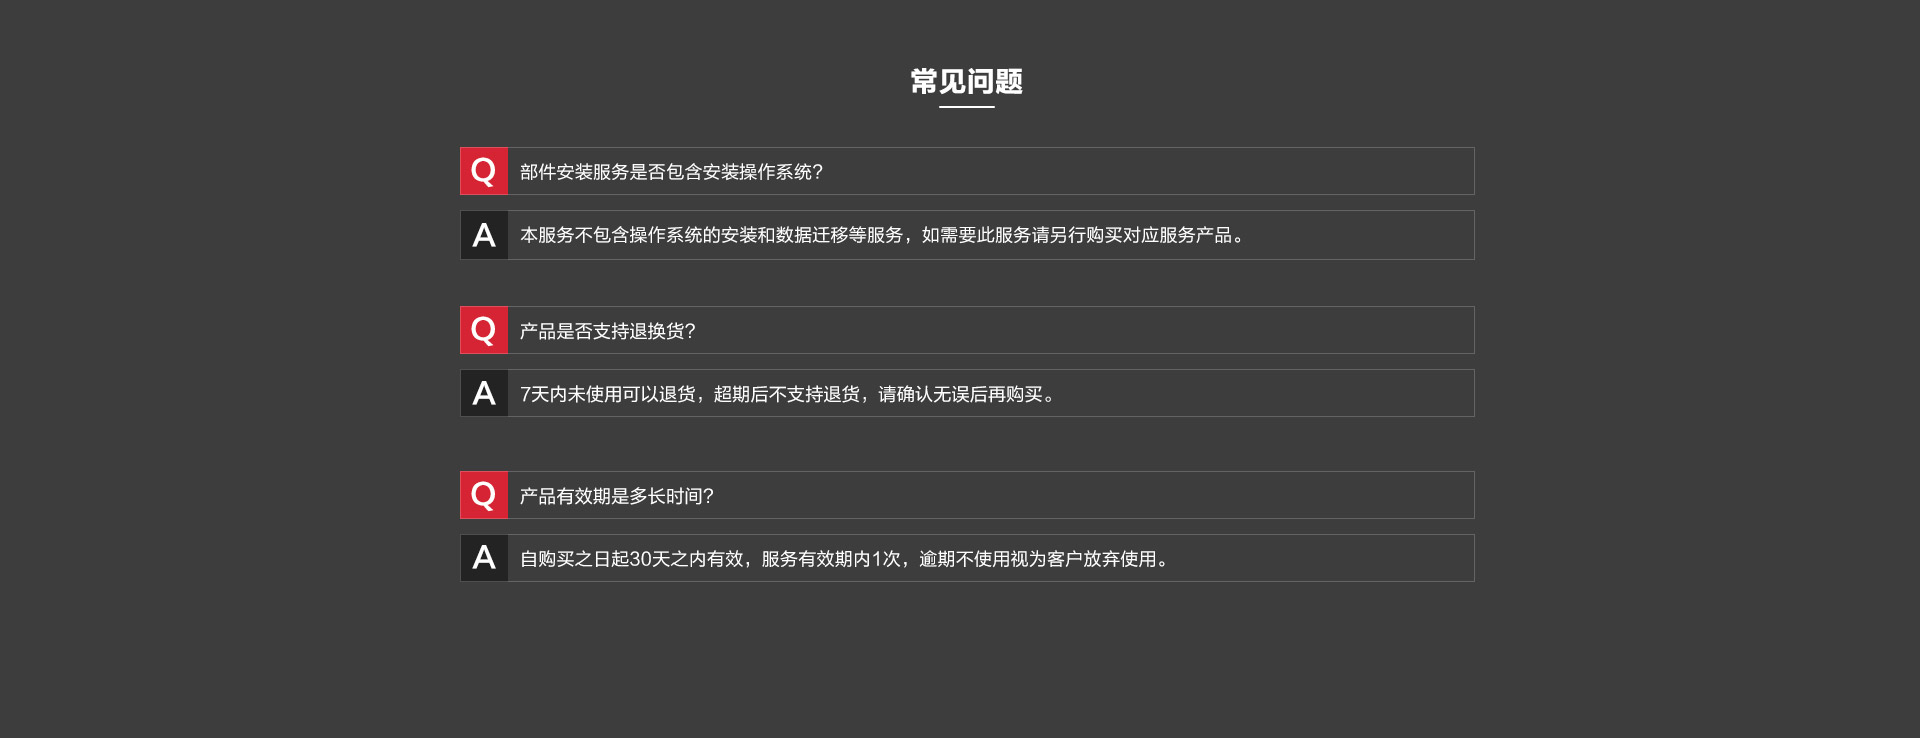 常见问题
Q 部件安装服务是否包含安装操作系统?
A 本服务不包含操作系统的安装和数据迁移等服务，如需要此服务请另行购买对应服务产品。
Q 产品是否支持退换货?
A 7天内未使用可以退货，超期后不支持退货，请确认无误后再购买。
Q 产品有效期是多长时间?
A 自购买之日起30天之内有效，服务有效期内1次，逾期不使用视为客户放弃使用。